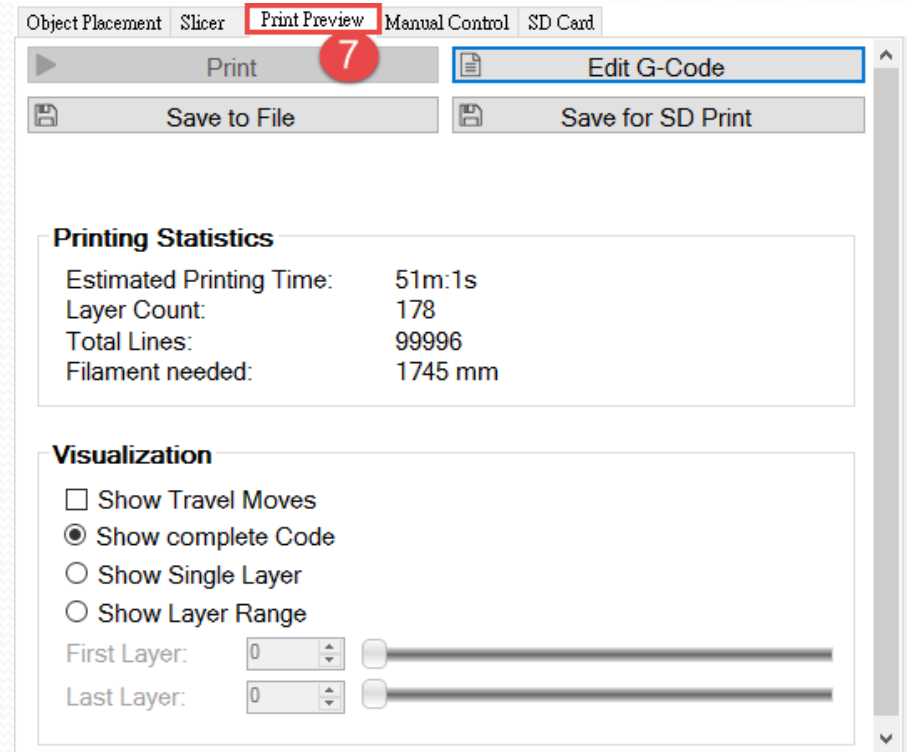 Object Placement Slicer Print Preview Manual Control SD Card
7
Print Edit G-Code
Save to File Save for SD Print
Printing Statistics
Estimated Printing Time: 51m:1s
Layer Count: 178
Total Lines: 99996
Filament needed: 1745 mm
Visualization
Show Travel Moves
Show complete Code
Show Single Layer
Show Layer Range
First Layer: 0
Last Layer: 0